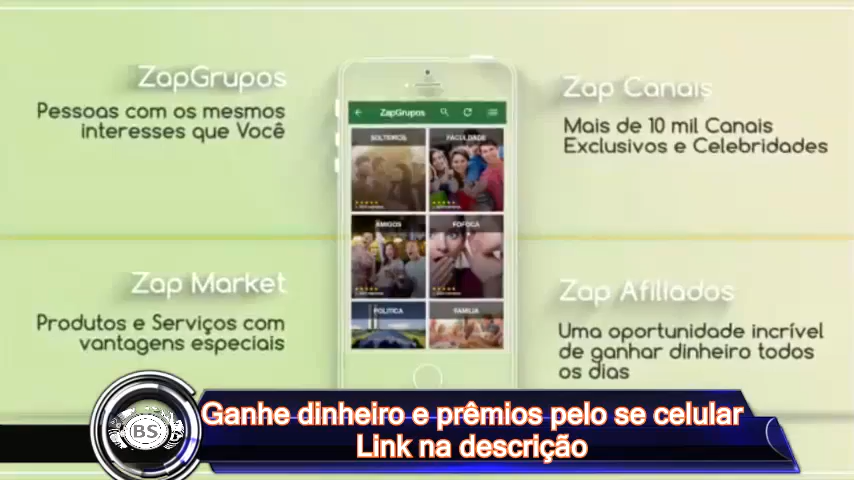 ZapGrupos
Pessoas com os mesmos
interesses que Você
Zap Canais
Mais de 10 mil Canais
Exclusivos e Celebridades
ZapGrupos
SOLTEIROS
FACULDADE
AMIGOS
FOFOCA
POLITICA
FAMILIA
Zap Market
Produtos e Serviços com
vantagens especiais
Zap Afiliados
Uma oportunidade incrível
de ganhar dinheiro todos
os dias
BS
Ganhe dinheiro e prêmios pelo se celular
Link na descrição